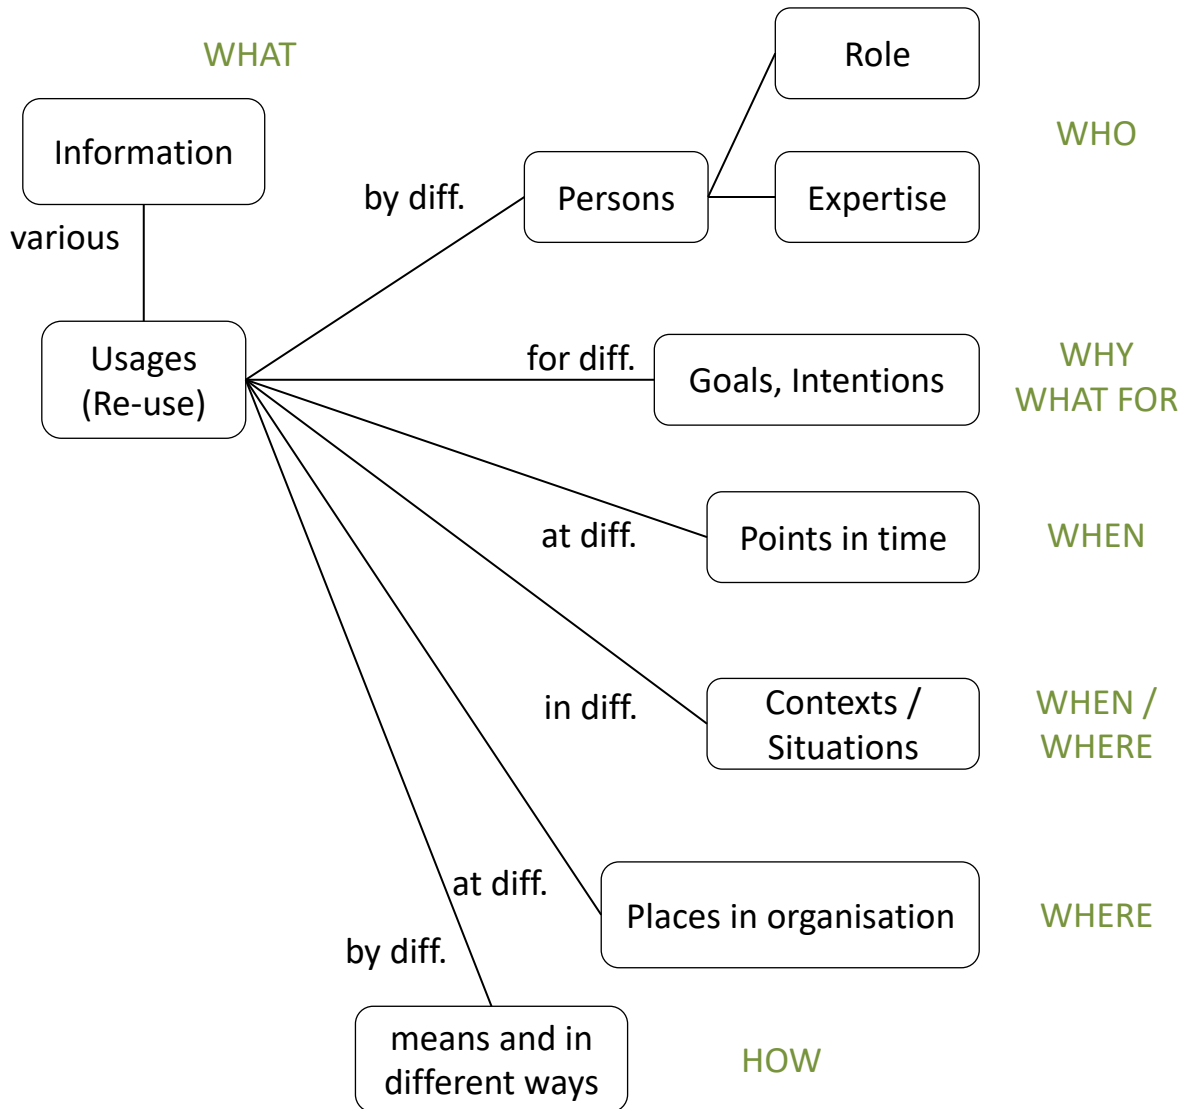 WHAT
Role
Information
WHO
by diff.
Persons
Expertise
various
Usages
(Re-use)
for diff.
Goals, Intentions
WHY
WHAT FOR
at diff.
Points in time
WHEN
in diff.
Contexts /
Situations
WHEN /
WHERE
at diff.
Places in organisation
WHERE
by diff.
means and in
different ways
HOW